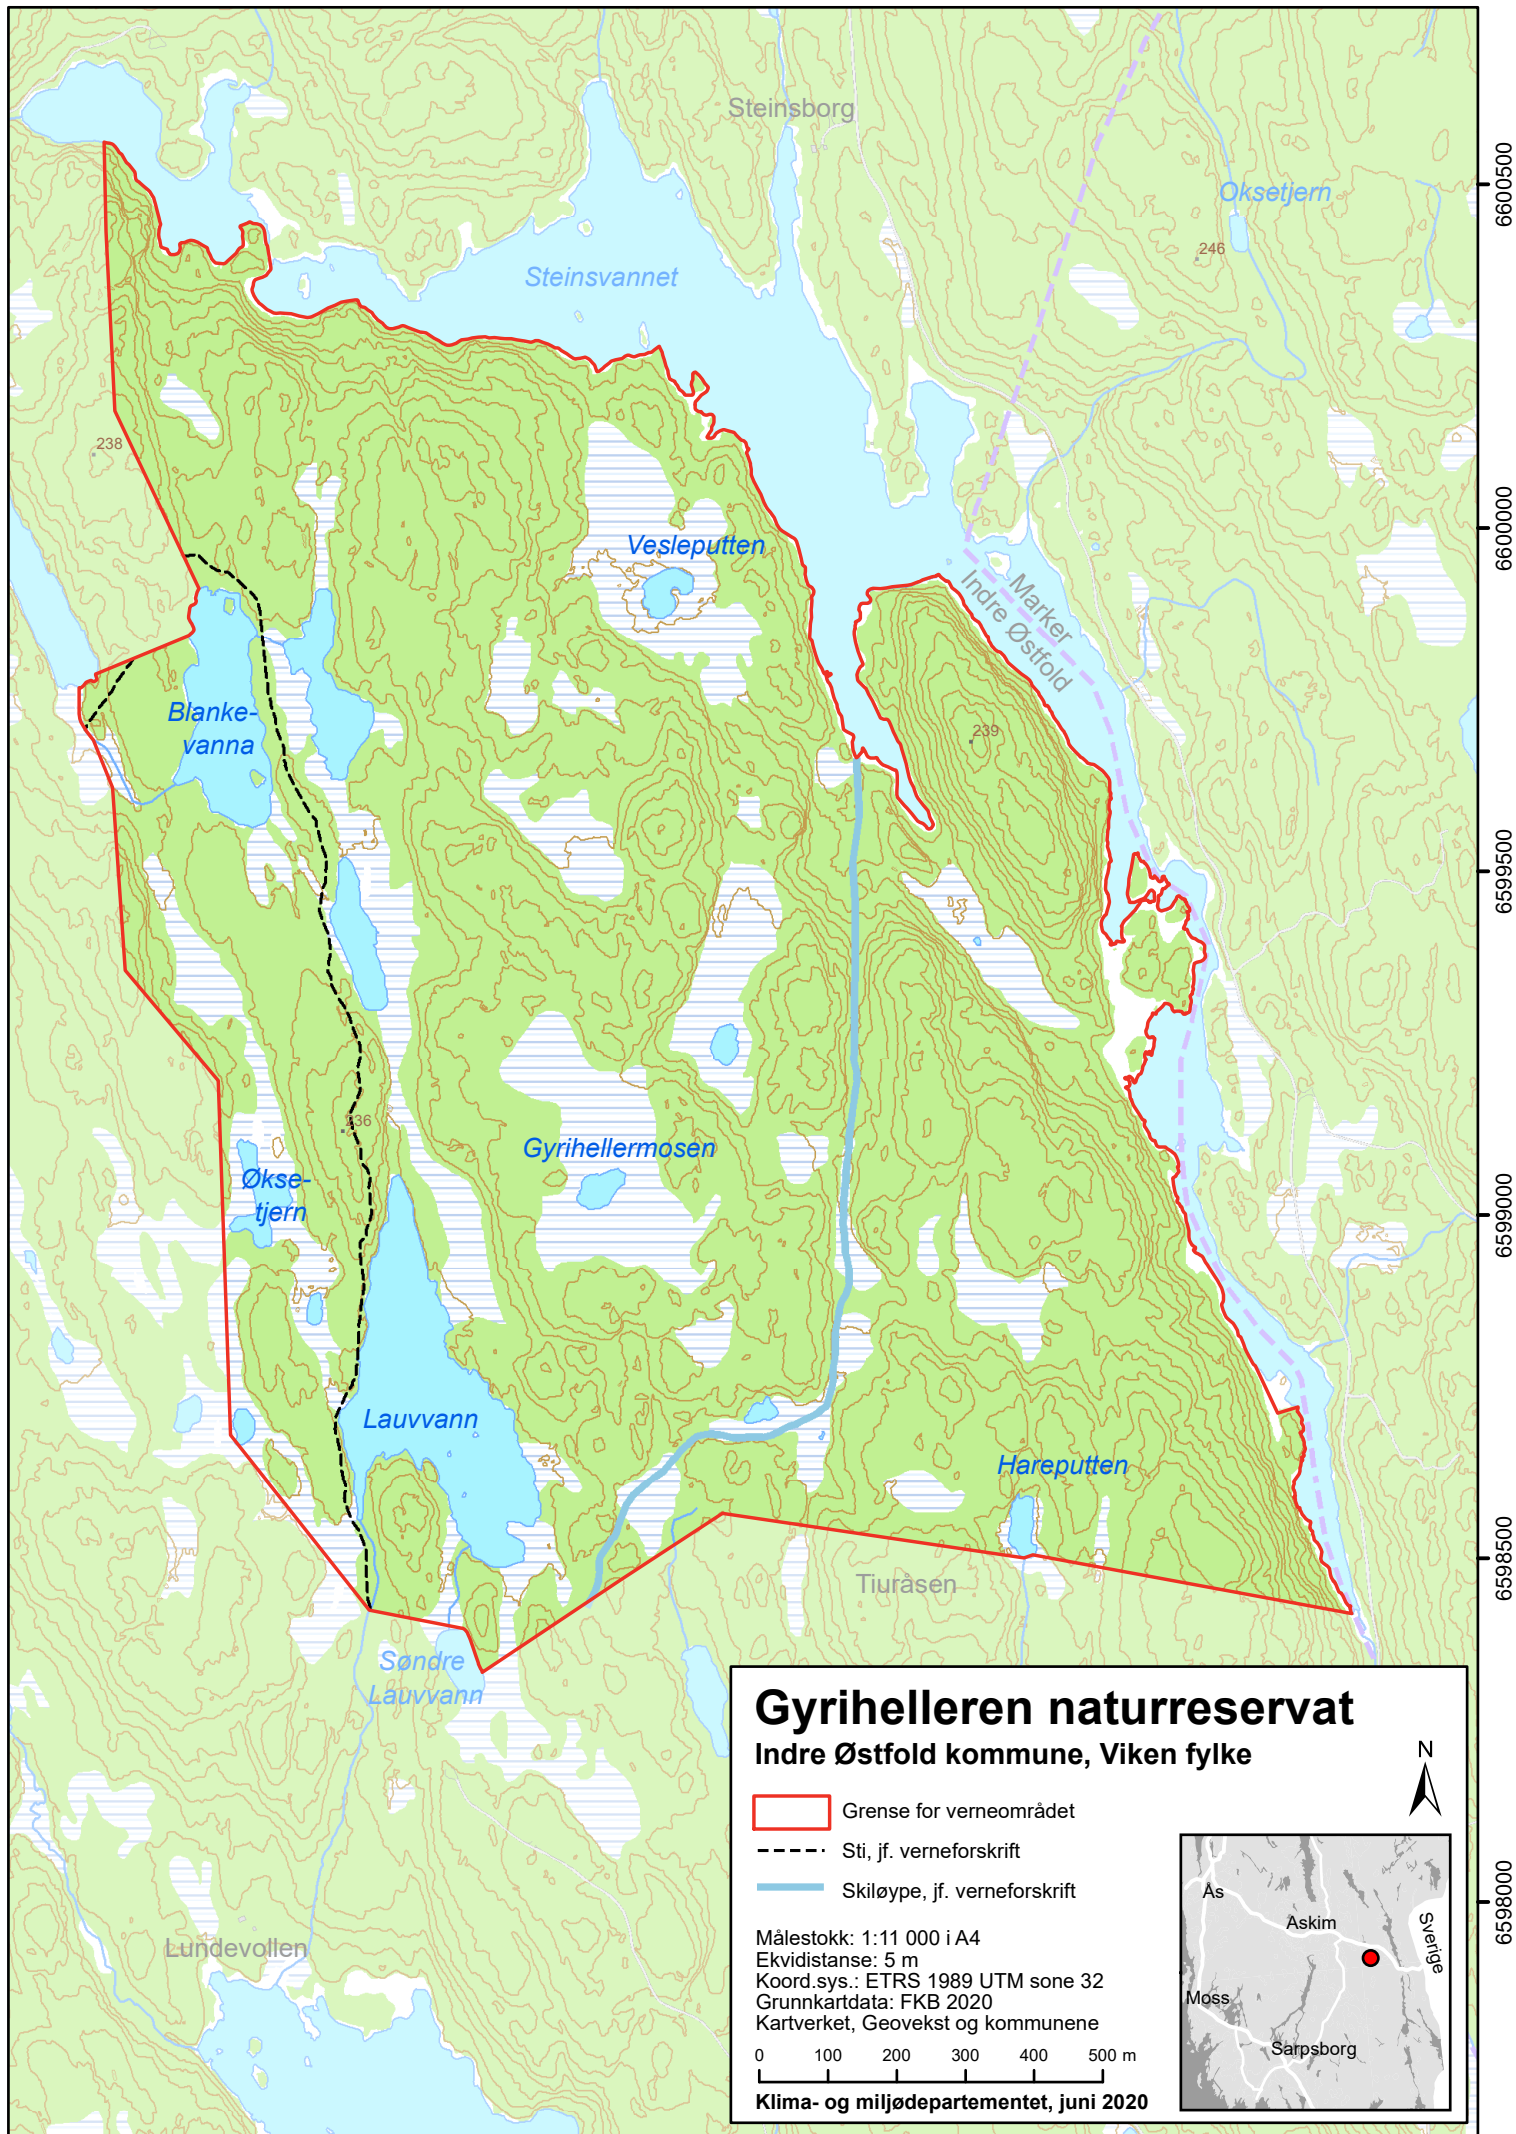 Steinsborg
6600500
Oksetjern
246
Steinsvannet
238
6600000
Vesleputten
Marker
Indre Østfold
Blanke-
vanna
239
6599500
236
Gyrihellermosen
Økse-
tjern
6599000
Lauvvann
Hareputten
6598500
Tiuråsen
Søndre
Lauvvann
Gyrihelleren naturreservat
Indre Østfold kommune, Viken fylke
N
Grense for verneområdet
Sti, jf. verneforskrift
Skiløype, jf. verneforskrift
Ås
Askim
Sverige
Moss
Sarpsborg
6598000
Lundevollen
Målestokk: 1:11 000 i A4
Ekvidistanse: 5 m
Koord.sys.: ETRS 1989 UTM sone 32
Grunnkartdata: FKB 2020
Kartverket, Geovekst og kommunene
0 100 200 300 400 500 m
Klima- og miljødepartementet, juni 2020